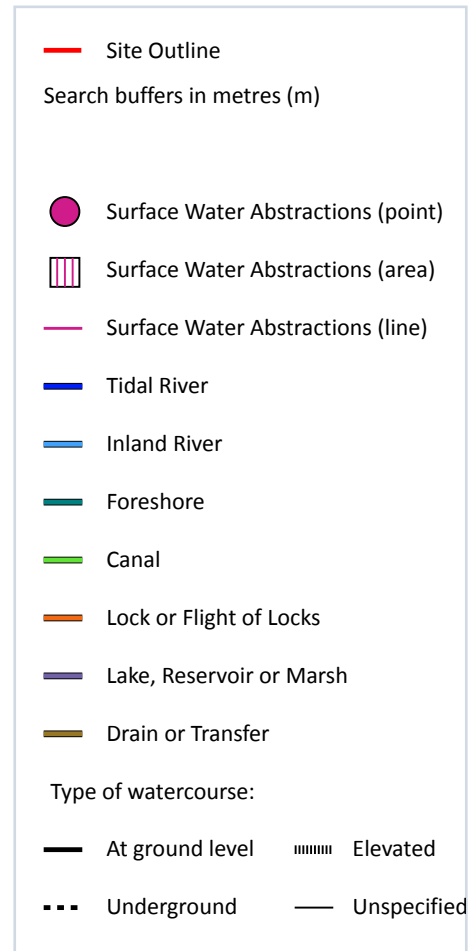 Site Outline
Search buffers in metres (m)
Surface Water Abstractions (point)
Surface Water Abstractions (area)
Surface Water Abstractions (line)
Tidal River
Inland River
Foreshore
Canal
Lock or Flight of Locks
Lake, Reservoir or Marsh
Drain or Transfer
Type of watercourse:
At ground level Elevated
Underground Unspecified